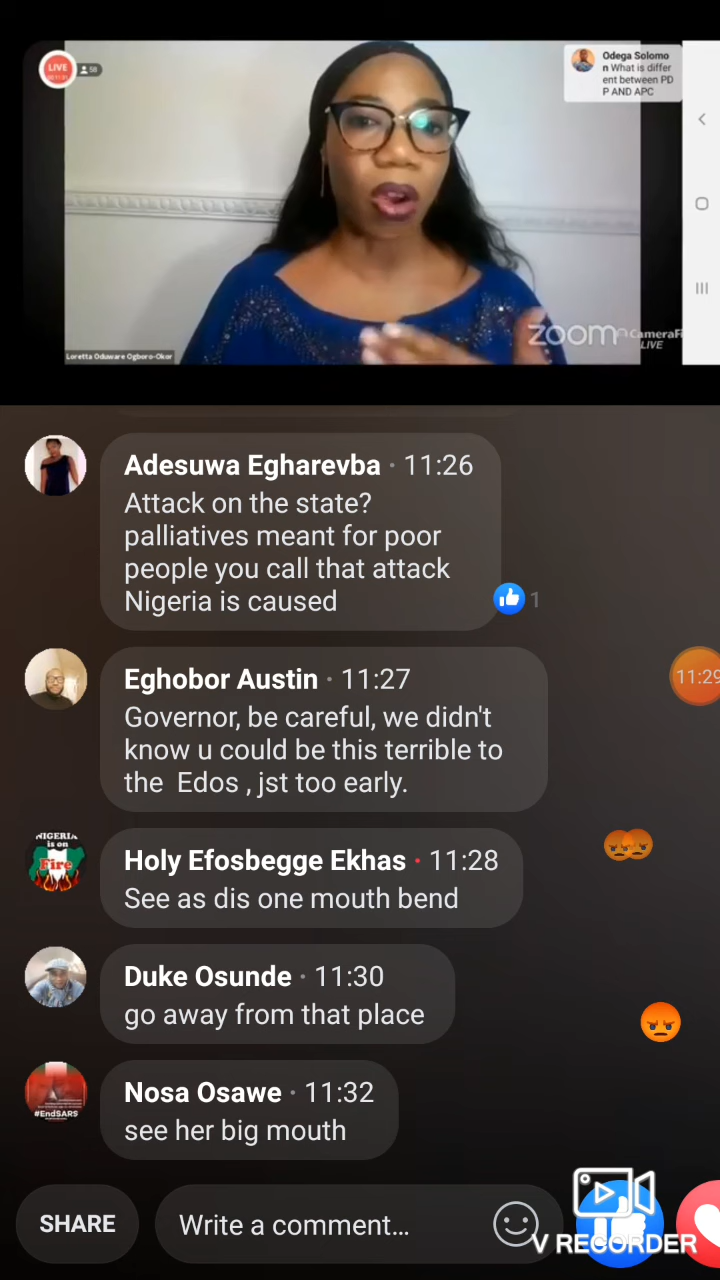 LIVE
58
Odega Solomo
n What is differ
ent between PD
P AND APC
Loretta Oduware Ogboro-Okor
zoom
CameraFi
LIVE
Adesuwa Egharevba · 11:26
Attack on the state?
palliatives meant for poor
people you call that attack
Nigeria is caused
1
Eghobor Austin · 11:27
Governor, be careful, we didn't
know u could be this terrible to
the Edos , jst too early.
11:29
NIGERIA
is on
Fire
Holy Efosbegge Ekhas · 11:28
See as dis one mouth bend
Duke Osunde · 11:30
go away from that place
#EndSARS
Nosa Osawe · 11:32
see her big mouth
SHARE
Write a comment...
V RECORDER